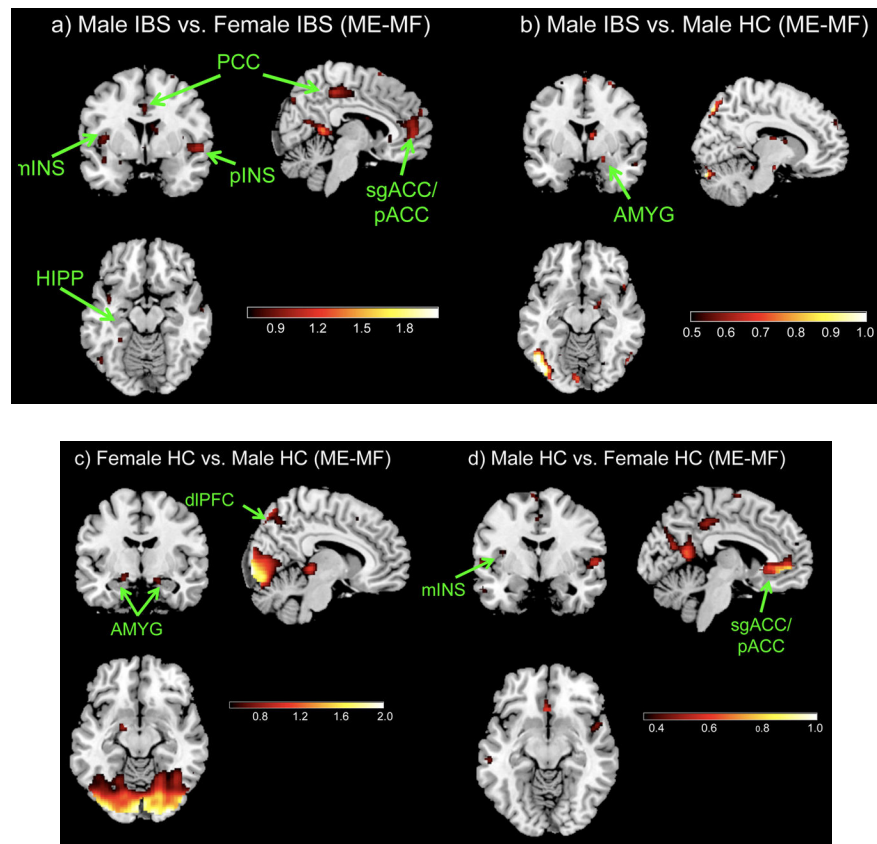 a) Male IBS vs. Female IBS (ME-MF)
PCC
mINS
pINS
sgACC/
pACC
HIPP
0.9 1.2 1.5 1.8
b) Male IBS vs. Male HC (ME-MF)
AMYG
0.5 0.6 0.7 0.8 0.9 1.0
c) Female HC vs. Male HC (ME-MF)
dlPFC
AMYG
0.8 1.2 1.6 2.0
d) Male HC vs. Female HC (ME-MF)
mINS
sgACC/
pACC
0.4 0.6 0.8 1.0